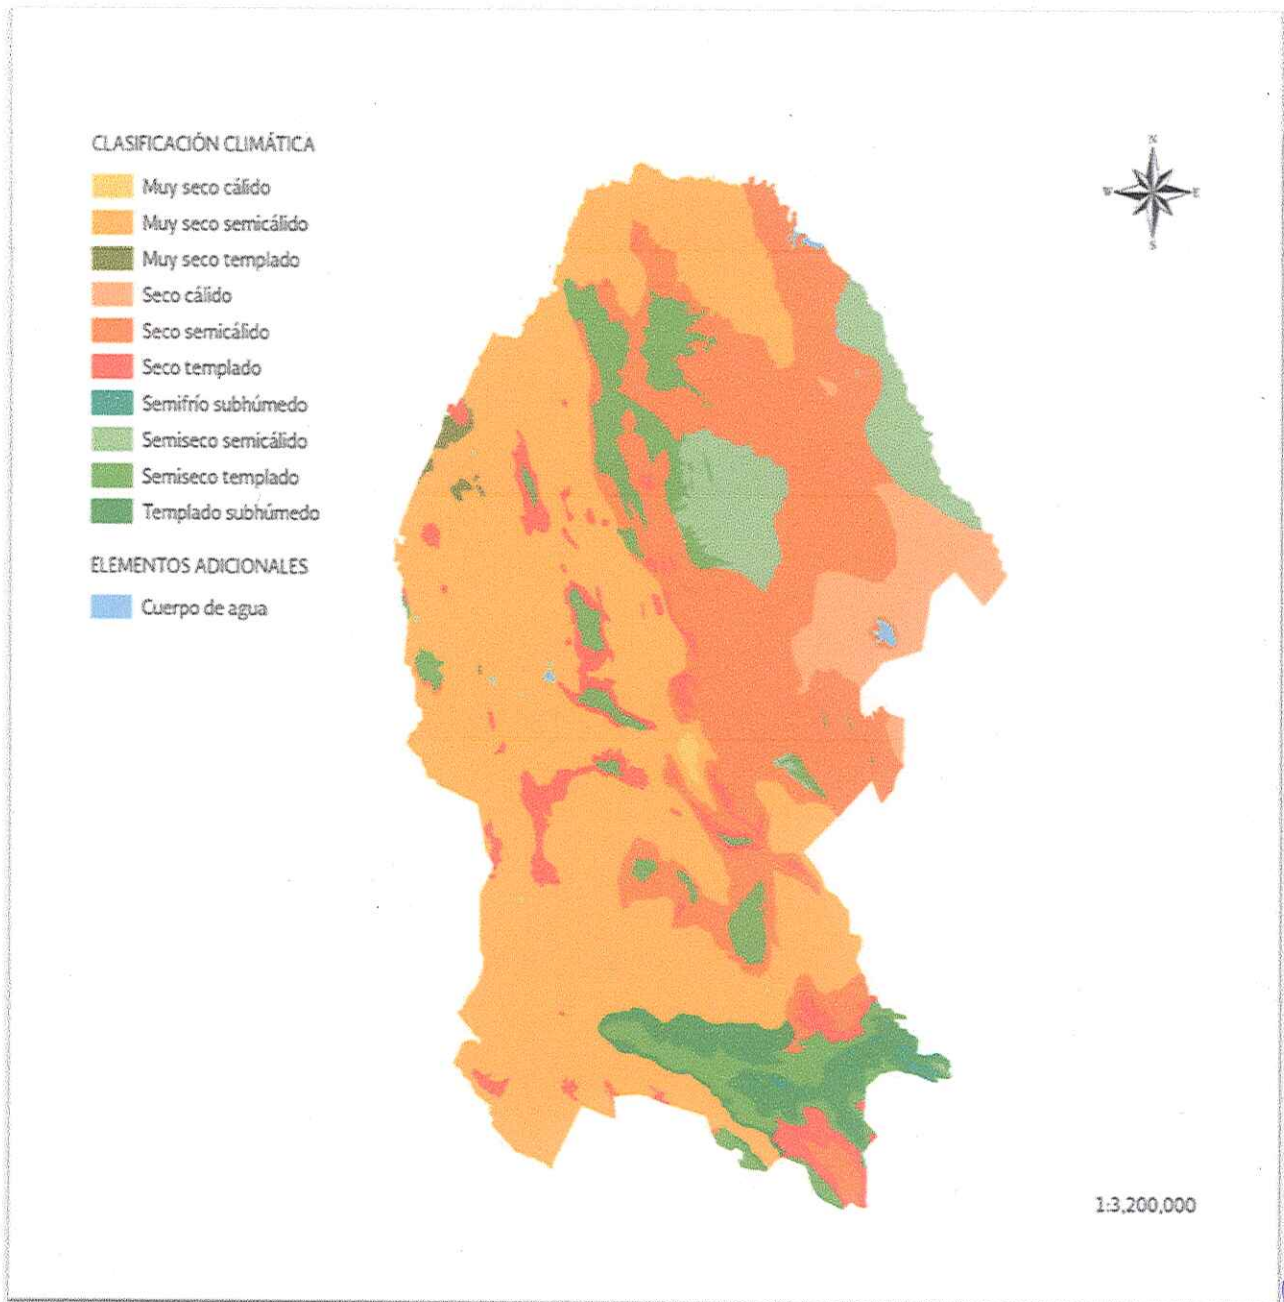 CLASIFICACIÓN CLIMÁTICA
Muy seco cálido
Muy seco semicálido
Muy seco templado
Seco cálido
Seco semicálido
Seco templado
Semifrío subhúmedo
Semiseco semicálido
Semiseco templado
Templado subhúmedo
ELEMENTOS ADICIONALES
Cuerpo de agua
N
W
E
S
1:3,200,000